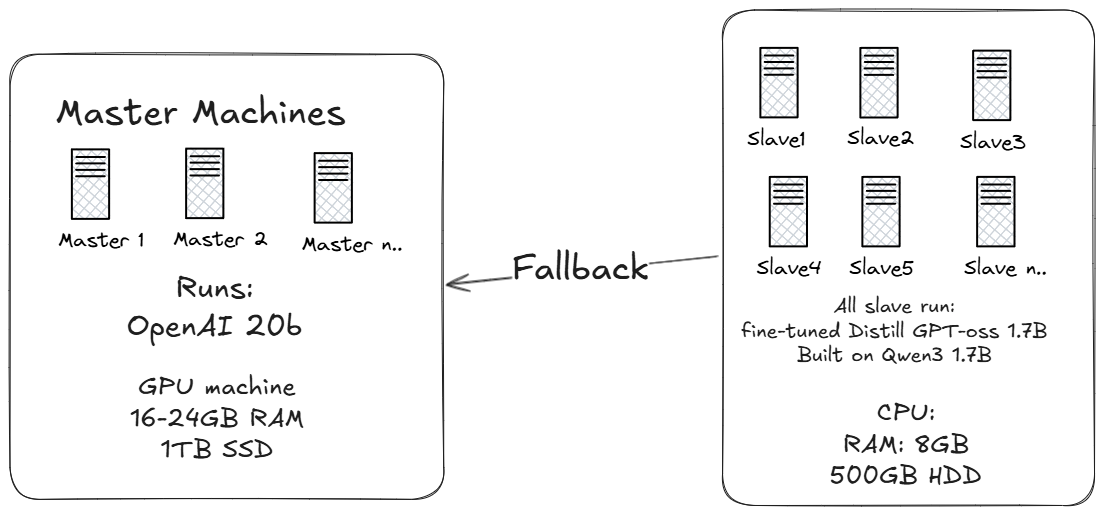 Master Machines
Master 1
Master 2
Master n..
Runs:
OpenAI 20b
GPU machine
16-24GB RAM
1TB SSD
Fallback
Slave1
Slave2
Slave3
Slave4
Slave5
Slave n..
All slave run:
fine-tuned Distill GPT-oss 1.7B
Built on Qwen3 1.7B
CPU:
RAM: 8GB
500GB HDD